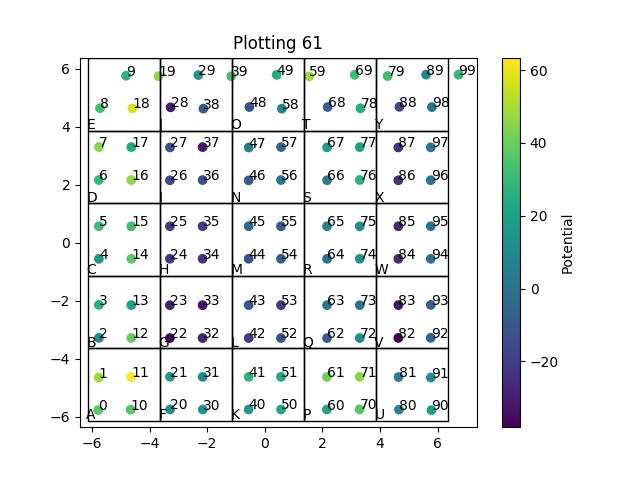 Plotting 61
6 9 19 29 39 49 59 69 79 89 99
8 18 28 38 48 58 68 78 88 98
4 E J O T Y
7 17 27 37 47 57 67 77 87 97
2 6 16 26 36 46 56 66 76 86 96
D I N S X
5 15 25 35 45 55 65 75 85 95
0 4 14 24 34 44 54 64 74 84 94
C H M R W
−2 3 13 23 33 43 53 63 73 83 93
2 12 22 32 42 52 62 72 82 92
B G L Q V
−4
1 11 21 31 41 51 61 71 81 91
0 10 20 30 40 50 60 70 80 90
−6 A F K P U
−6 −4 −2 0 2 4 6
60
40
20
0
−20
Potential